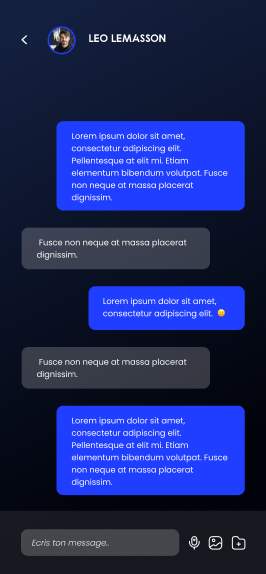 LEO LEMASSON
Lorem ipsum dolor sit amet,
consectetur adipiscing elit.
Pellentesque at elit mi. Etiam
elementum bibendum volutpat. Fusce
non neque at massa placerat
dignissim.
Fusce non neque at massa placerat
dignissim.
Lorem ipsum dolor sit amet,
consectetur adipiscing elit. 😄
Fusce non neque at massa placerat
dignissim.
Lorem ipsum dolor sit amet,
consectetur adipiscing elit.
Pellentesque at elit mi. Etiam
elementum bibendum volutpat. Fusce
non neque at massa placerat
dignissim.
Ecris ton message..